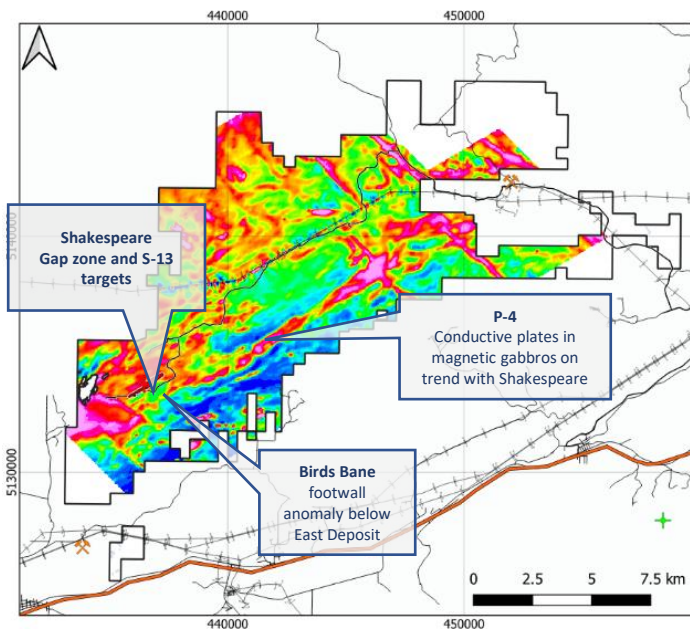 440000
450000
5140000
Shakespeare
Gap zone and S-13
targets
P-4
Conductive plates in
magnetic gabbros on
trend with Shakespeare
Birds Bane
footwall
anomaly below
East Deposit
5130000
0 2.5 5 7.5 km
440000
450000